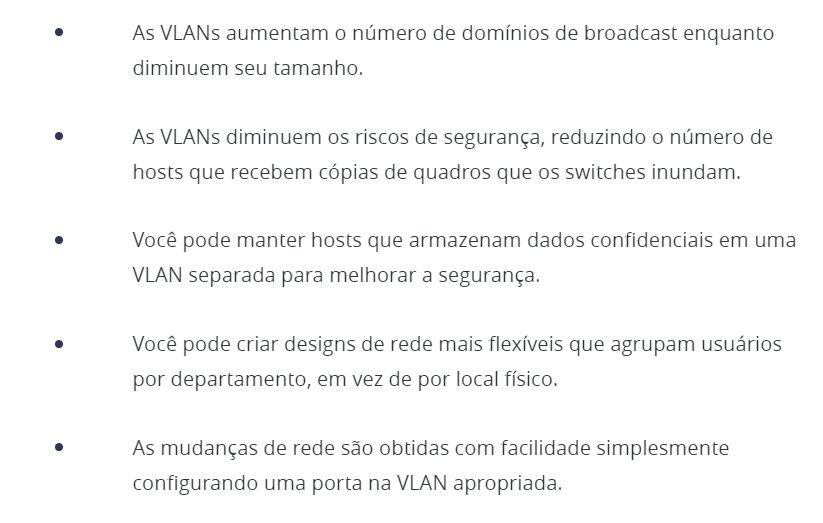 • As VLANs aumentam o número de domínios de broadcast enquanto
diminuem seu tamanho.
• As VLANs diminuem os riscos de segurança, reduzindo o número de
hosts que recebem cópias de quadros que os switches inundam.
• Você pode manter hosts que armazenam dados confidenciais em uma
VLAN separada para melhorar a segurança.
• Você pode criar designs de rede mais flexíveis que agrupam usuários
por departamento, em vez de por local físico.
• As mudanças de rede são obtidas com facilidade simplesmente
configurando uma porta na VLAN apropriada.